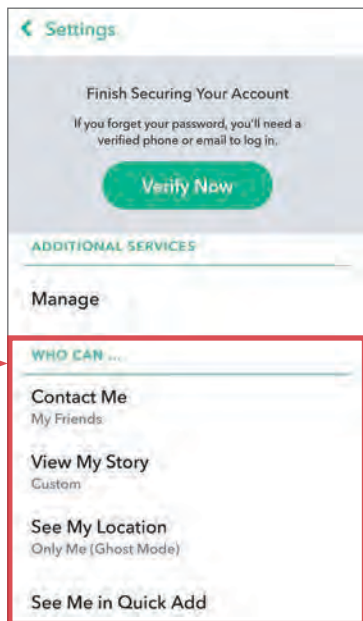 Settings
Finish Securing Your Account
If you forget your password, you'll need a
verified phone or email to log in.
Verify Now
ADDITIONAL SERVICES
Manage
WHO CAN ...
Contact Me
My Friends
View My Story
Custom
See My Location
Only Me (Ghost Mode)
See Me in Quick Add